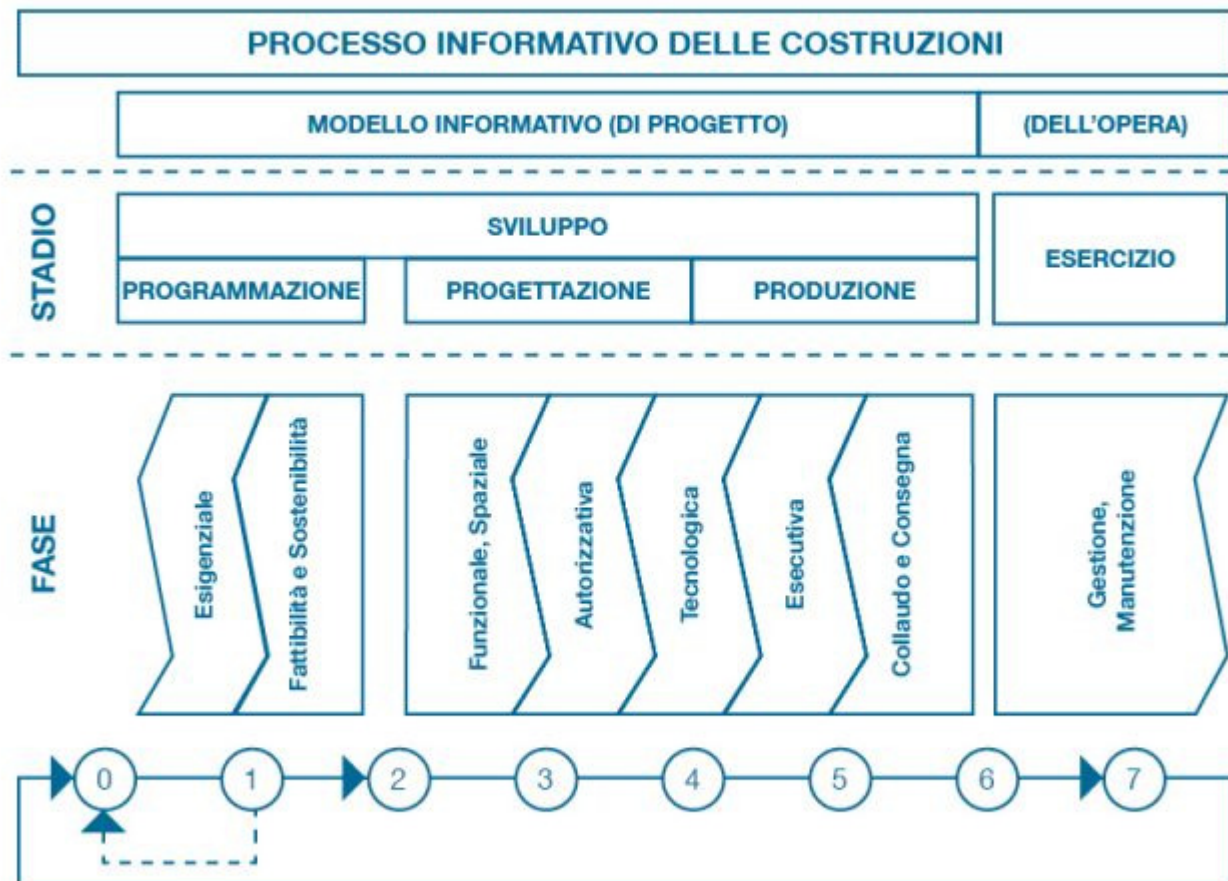 PROCESSO INFORMATIVO DELLE COSTRUZIONI
MODELLO INFORMATIVO (DI PROGETTO)
(DELL'OPERA)
STADIO
SVILUPPO
ESERCIZIO
PROGRAMMAZIONE
PROGETTAZIONE
PRODUZIONE
FASE
Esigenziale
Fattibilità e Sostenibilità
Funzionale, Spaziale
Autorizzativa
Tecnologica
Esecutiva
Collaudo e Consegna
Gestione,
Manutenzione
0
1
2
3
4
5
6
7